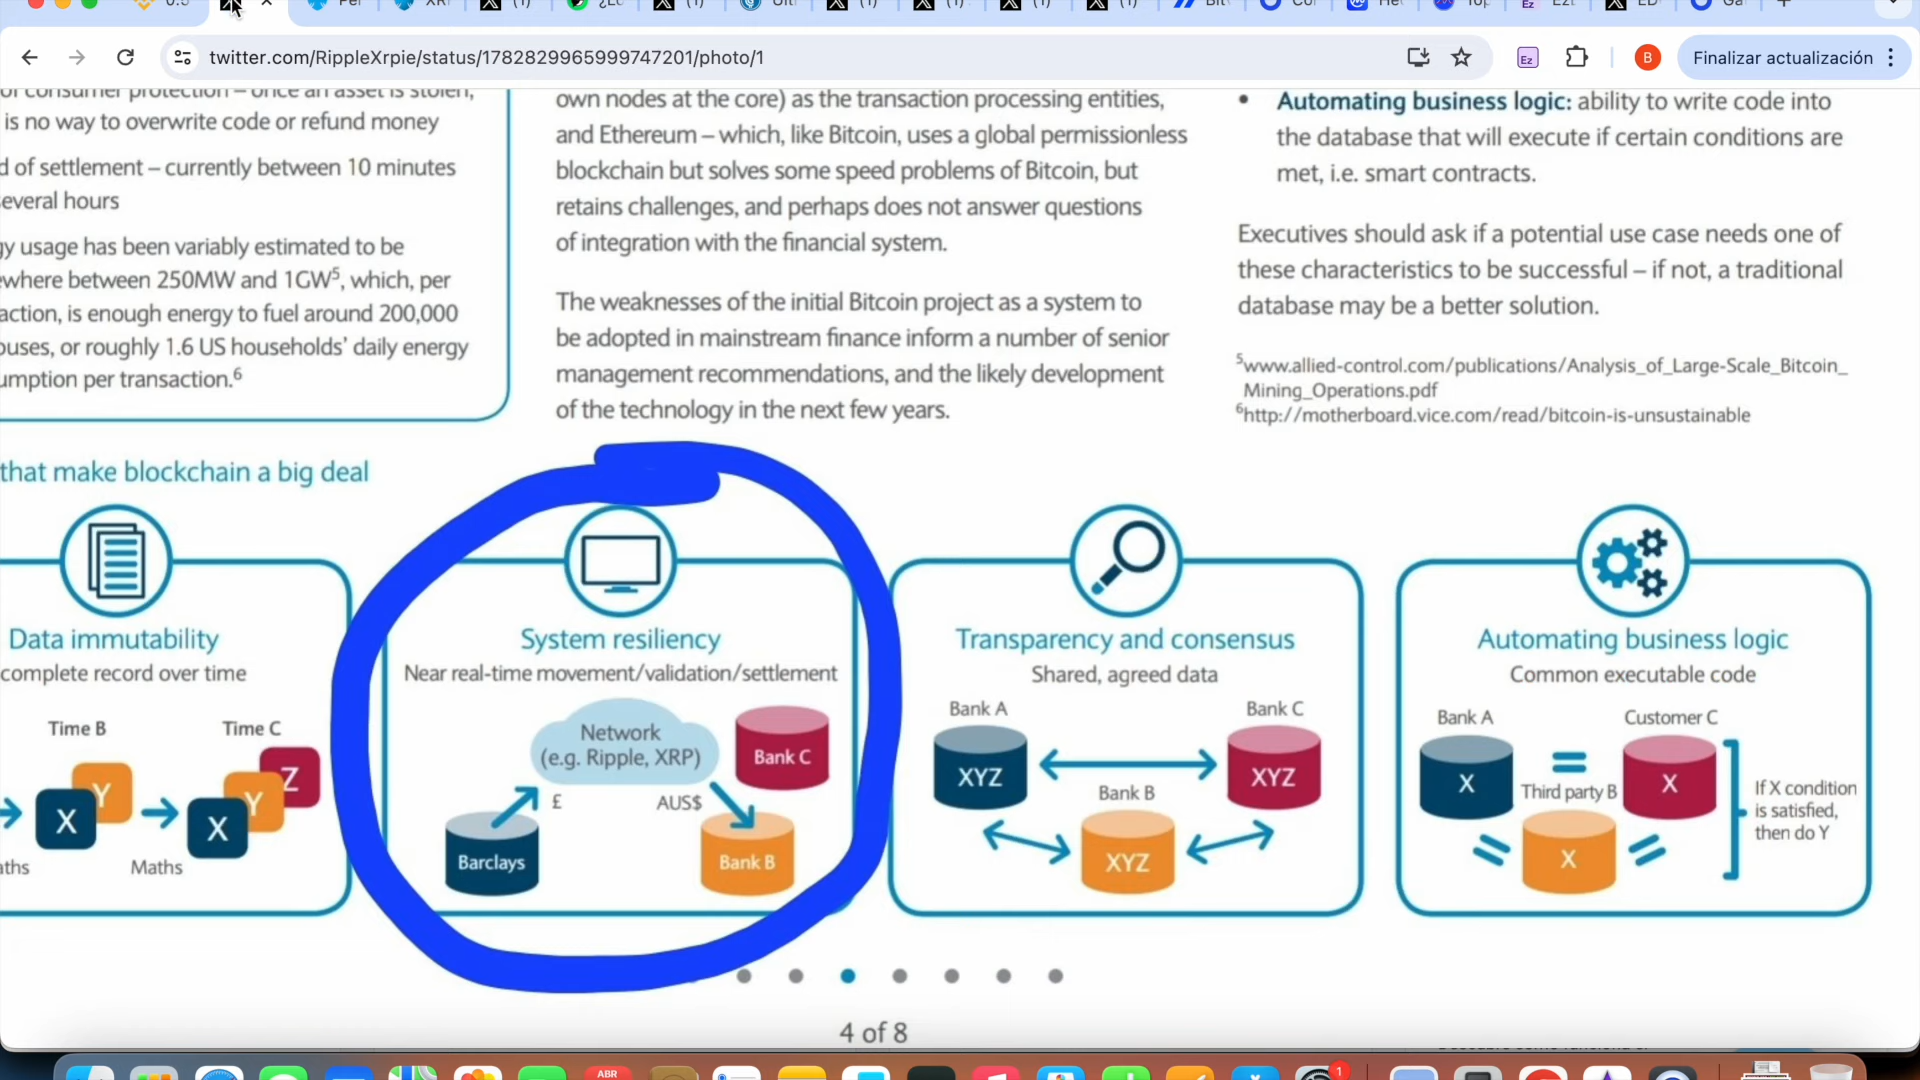 twitter.com/RippleXrpie/status/1782829965999747201/photo/1
Finalizar actualización
of consumer protection – once an asset is stolen,
is no way to overwrite code or refund money
d of settlement – currently between 10 minutes
several hours
gy usage has been variably estimated to be
ewhere between 250MW and 1GW⁵, which, per
action, is enough energy to fuel around 200,000
ouses, or roughly 1.6 US households' daily energy
umption per transaction.⁶
own nodes at the core) as the transaction processing entities,
and Ethereum – which, like Bitcoin, uses a global permissionless
blockchain but solves some speed problems of Bitcoin, but
retains challenges, and perhaps does not answer questions
of integration with the financial system.
The weaknesses of the initial Bitcoin project as a system to
be adopted in mainstream finance inform a number of senior
management recommendations, and the likely development
of the technology in the next few years.
• Automating business logic: ability to write code into
the database that will execute if certain conditions are
met, i.e. smart contracts.
Executives should ask if a potential use case needs one of
these characteristics to be successful – if not, a traditional
database may be a better solution.
⁵www.allied-control.com/publications/Analysis_of_Large-Scale_Bitcoin_
Mining_Operations.pdf
⁶http://motherboard.vice.com/read/bitcoin-is-unsustainable
that make blockchain a big deal
Data immutability
complete record over time
Time B
Time C
X
Y
X
Y
Z
aths
Maths
System resiliency
Near real-time movement/validation/settlement
Network
(e.g. Ripple, XRP)
Bank C
£
AUS$
Barclays
Bank B
Transparency and consensus
Shared, agreed data
Bank A
Bank C
XYZ
XYZ
Bank B
XYZ
Automating business logic
Common executable code
Bank A
Customer C
X
=
X
Third party B
X
If X condition
is satisfied,
then do Y
4 of 8